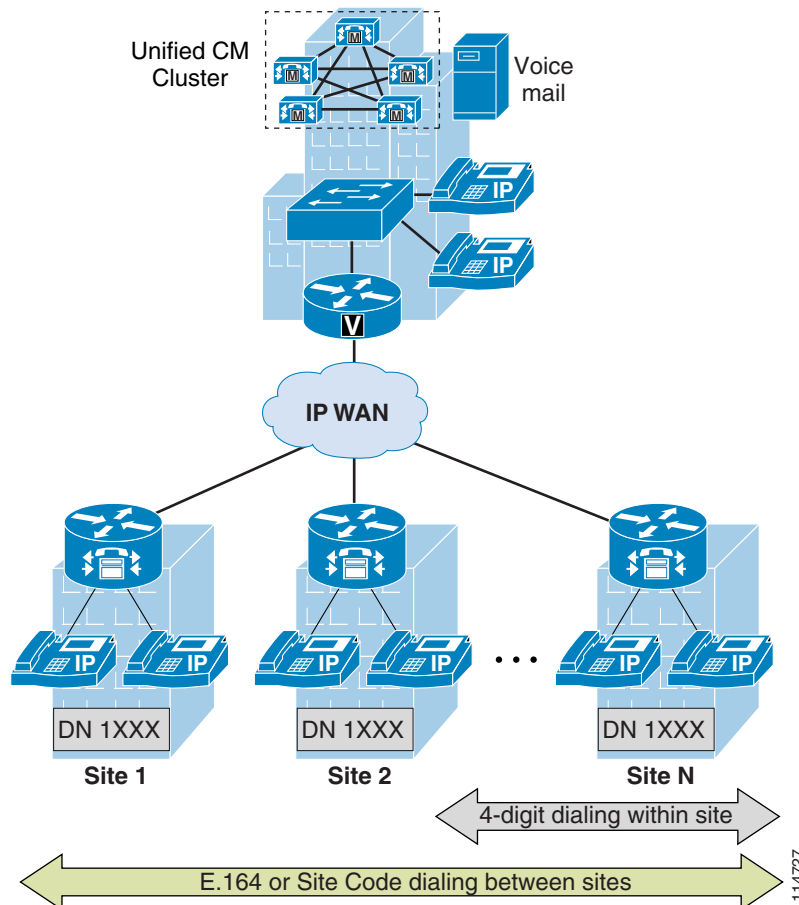 Unified CM
Cluster
M
M
M
M
M
Voice
mail
IP
IP
V
IP WAN
IP
IP
IP
IP
...
IP
IP
DN 1XXX
DN 1XXX
DN 1XXX
Site 1
Site 2
Site N
4-digit dialing within site
E.164 or Site Code dialing between sites
114727